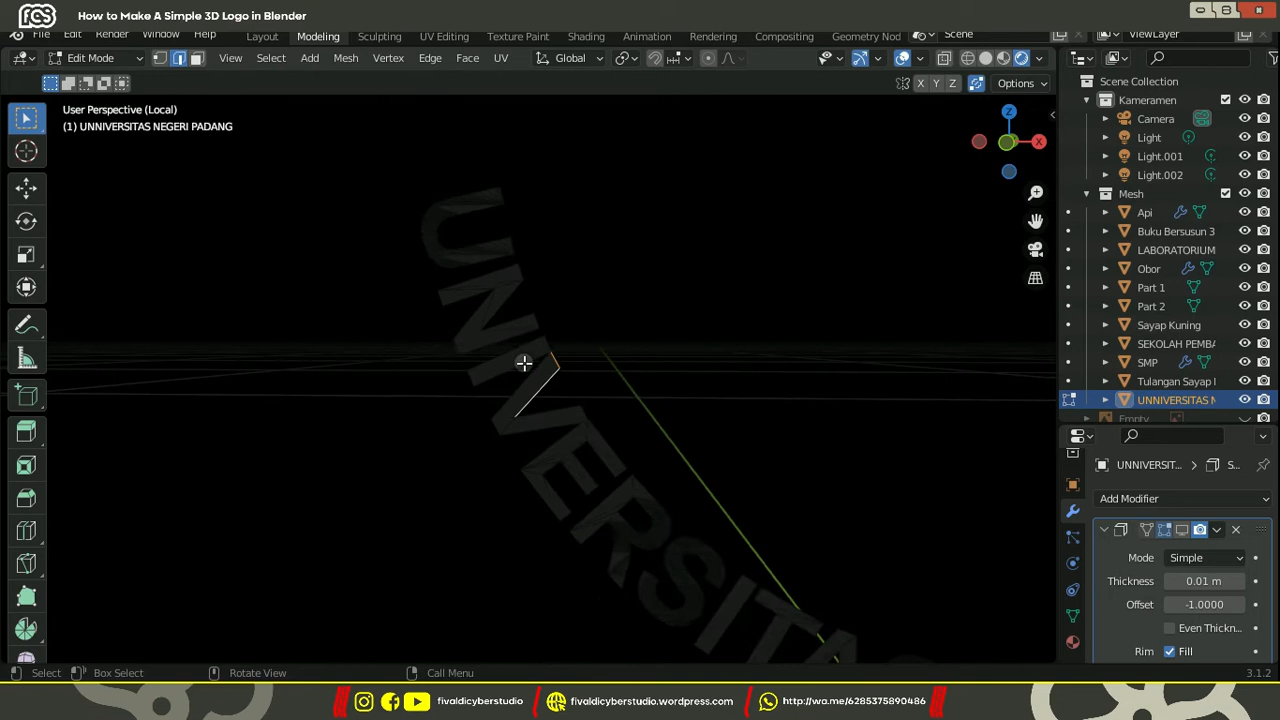 FCS
How to Make A Simple 3D Logo in Blender
File Edit Render Window Help
Layout Modeling Sculpting UV Editing Texture Paint Shading Animation Rendering Compositing Geometry Nod
Scene
ViewLayer
Edit Mode
View Select Add Mesh Vertex Edge Face UV
Global
X Y Z
Options
User Perspective (Local)
(1) UNNIVERSITAS NEGERI PADANG
Z
X
UNNIVERSITA
Scene Collection
Kameramen
Camera
Light
Light.001
Light.002
Mesh
Api
Buku Bersusun 3
LABORATORIUM
Obor
Part 1
Part 2
Sayap Kuning
SEKOLAH PEMBA
SMP
Tulangan Sayap
UNNIVERSITAS N
Empty
UNNIVERSIT...
S...
Add Modifier
Mode Simple
Thickness 0.01 m
Offset -1.0000
Even Thickn...
Rim Fill
Select Box Select Rotate View Call Menu 3.1.2
fivaldicyberstudio fivaldicyberstudio.wordpress.com http://wa.me/6285375890486